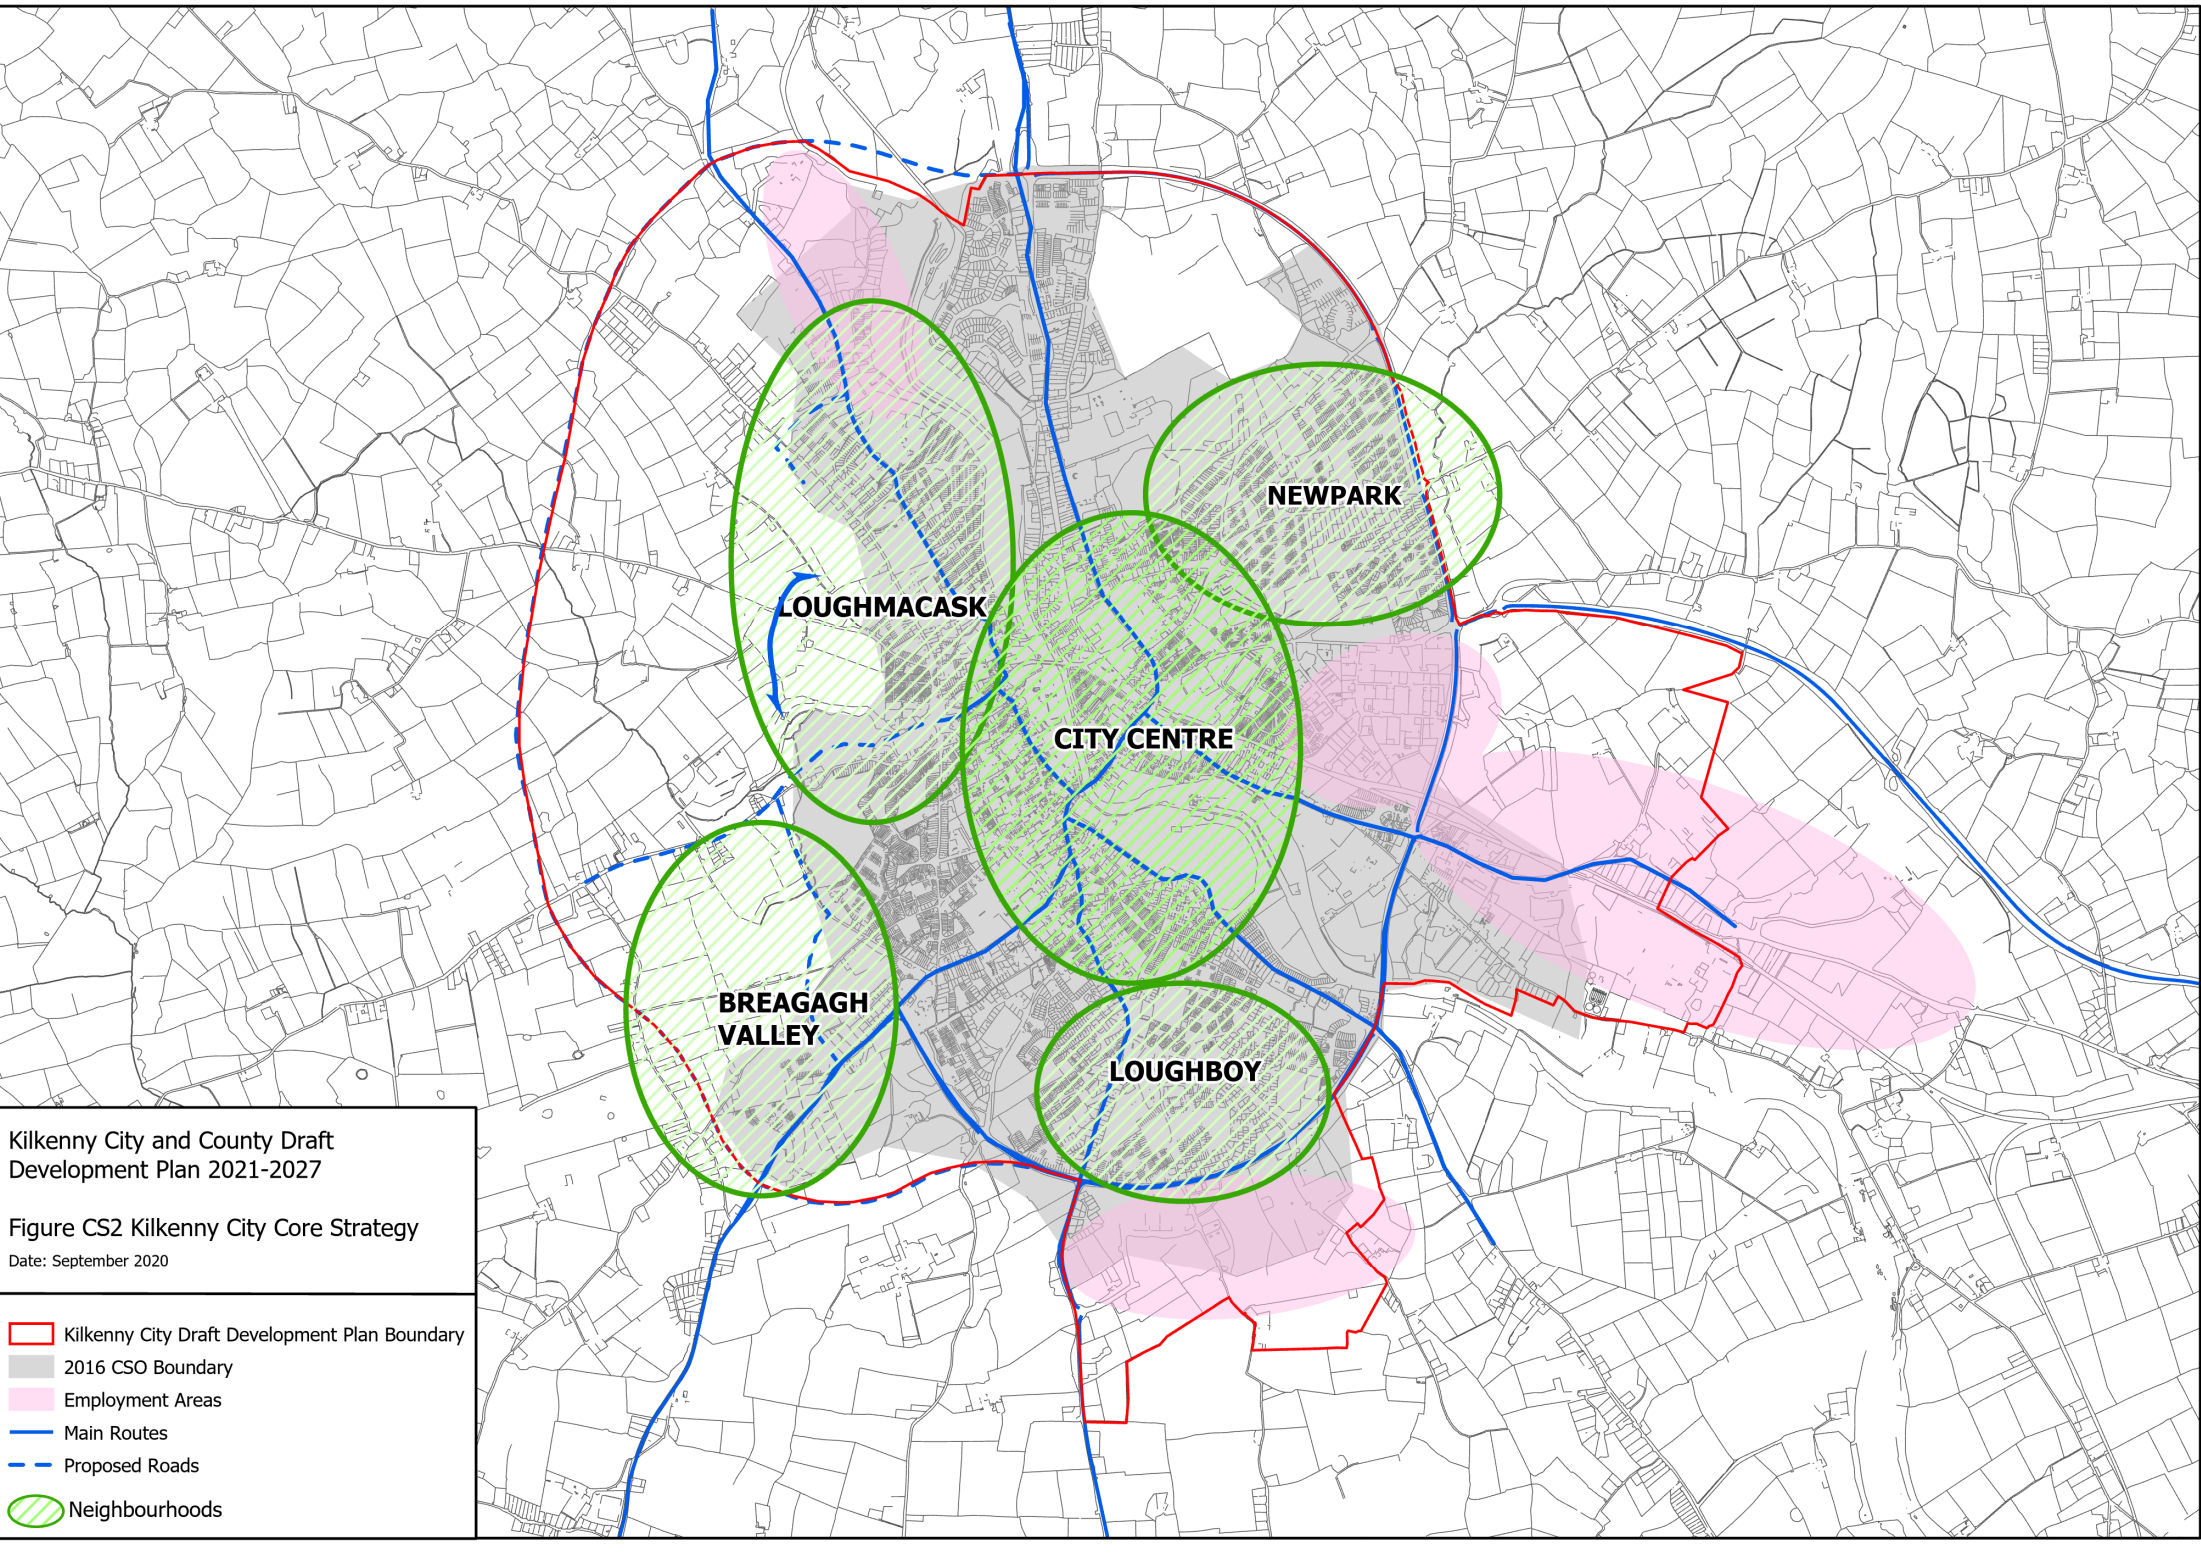 NEWPARK
LOUGHMACASK
CITY CENTRE
BREAGAGH
VALLEY
LOUGHBOY
Kilkenny City and County Draft
Development Plan 2021-2027
Figure CS2 Kilkenny City Core Strategy
Date: September 2020
Kilkenny City Draft Development Plan Boundary
2016 CSO Boundary
Employment Areas
Main Routes
Proposed Roads
Neighbourhoods